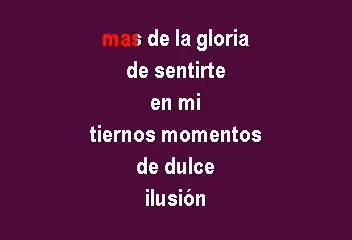 mas de la gloria
de sentirte
en mi
tiernos momentos
de dulce
ilusión